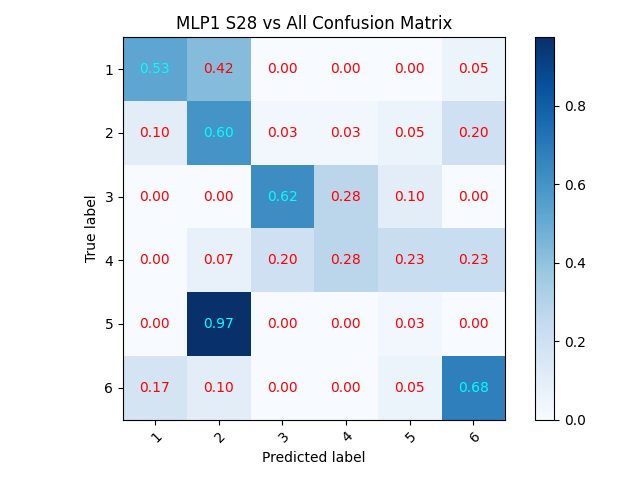 MLP1 S28 vs All Confusion Matrix
1 0.53 0.42 0.00 0.00 0.00 0.05
2 0.10 0.60 0.03 0.03 0.05 0.20
3 0.00 0.00 0.62 0.28 0.10 0.00
4 0.00 0.07 0.20 0.28 0.23 0.23
5 0.00 0.97 0.00 0.00 0.03 0.00
6 0.17 0.10 0.00 0.00 0.05 0.68
1 2 3 4 5 6
Predicted label
True label
0.8
0.6
0.4
0.2
0.0